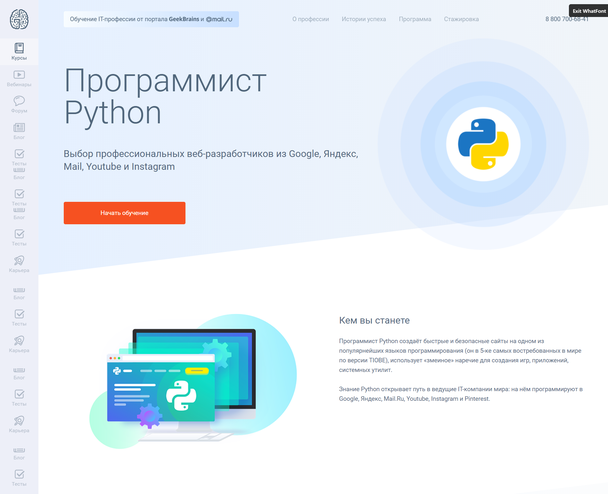 Обучение IT-профессии от портала GeekBrains и @mail.ru
О профессии
Истории успеха
Программа
Стажировка
8 800 700-68-41
Exit WhatFont
Курсы
Вебинары
Форум
Блог
Тесты
Блог
Тесты
Блог
Тесты
Карьера
Блог
Тесты
Карьера
Блог
Тесты
Карьера
Блог
Тесты
Программист
Python
Выбор профессиональных веб-разработчиков из Google, Яндекс,
Mail, Youtube и Instagram
Начать обучение
Кем вы станете
Программист Python создаёт быстрые и безопасные сайты на одном из
популярнейших языков программирования (он в 5-ке самых востребованных в мире
по версии TIOBE), использует «змеиное» наречие для создания игр, приложений,
системных утилит.
Знание Python открывает путь в ведущие IT-компании мира: на нём программируют в
Google, Яндекс, Mail.Ru, Youtube, Instagram и Pinterest.